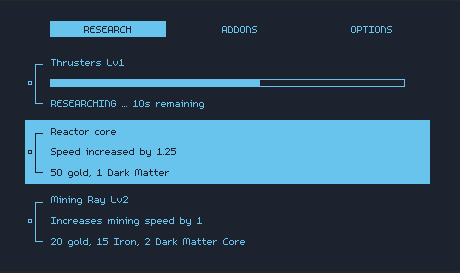 RESEARCH ADDONS OPTIONS
Thrusters Lv1
RESEARCHING ... 10s remaining
Reactor core
Speed increased by 1.25
50 gold, 1 Dark Matter
Mining Ray Lv2
Increases mining speed by 1
20 gold, 15 Iron, 2 Dark Matter Core